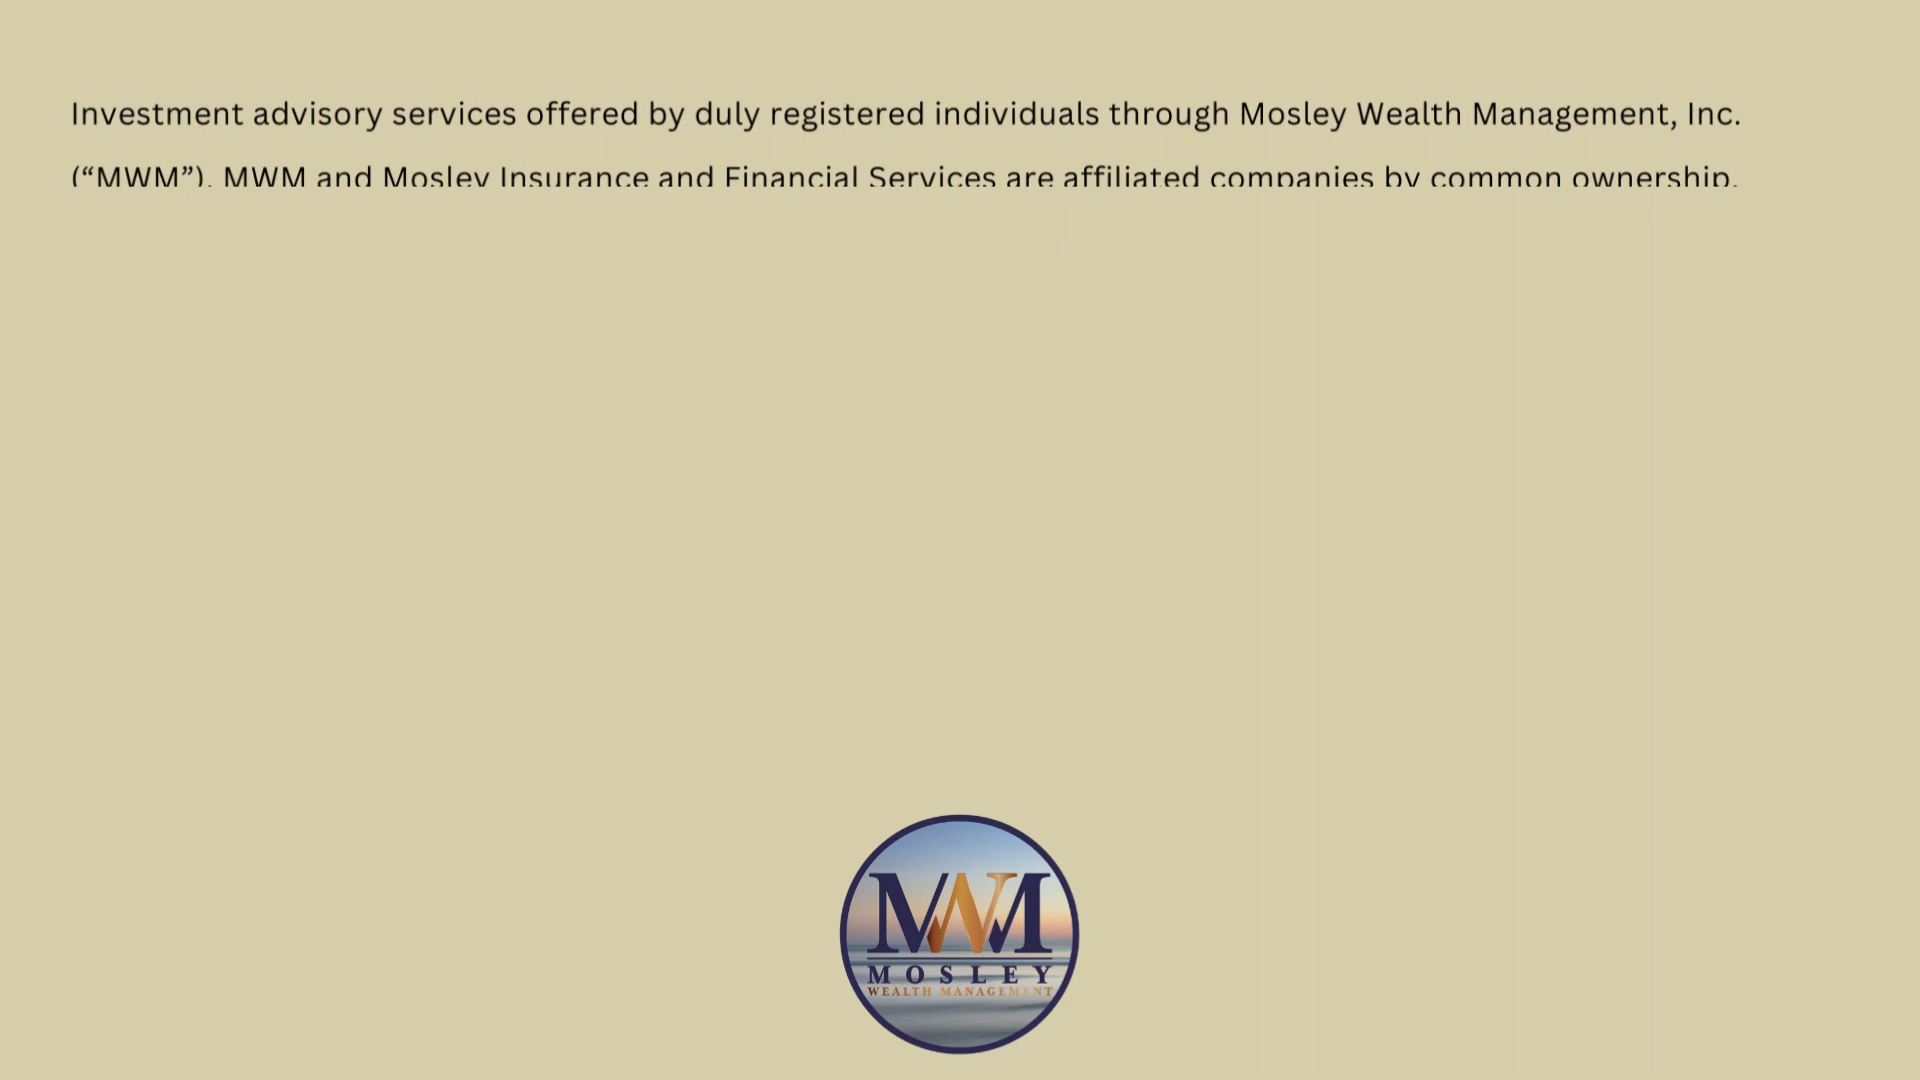 Investment advisory services offered by duly registered individuals through Mosley Wealth Management, Inc.
(“MWM”). MWM and Mosley Insurance and Financial Services are affiliated companies by common ownership.
MWM
MOSLEY
WEALTH MANAGEMENT